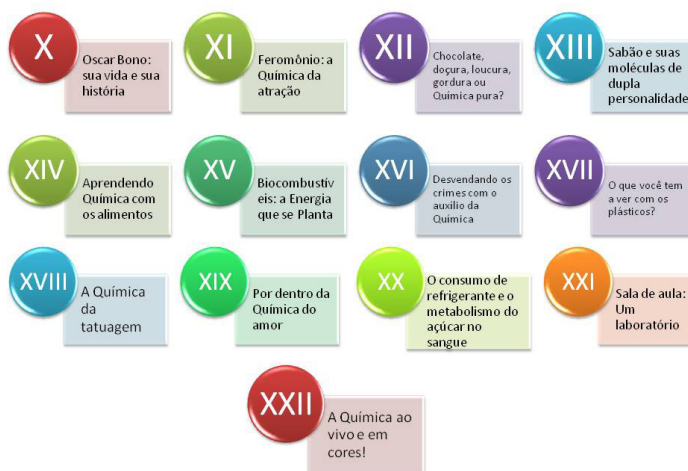 X
Oscar Bono:
sua vida e sua
história
XI
Feromônio: a
Química da
atração
XII
Chocolate,
doçura, loucura,
gordura ou
Química pura?
XIII
Sabão e suas
moléculas de
dupla
personalidade
XIV
Aprendendo
Química com
os alimentos
XV
Biocombustív
eis: a Energia
que se Planta
XVI
Desvendando os
crimes com o
auxilio da
Química
XVII
O que você tem
a ver com os
plásticos?
XVIII
A Química
da
tatuagem
XIX
Por dentro da
Química do
amor
XX
O consumo de
refrigerante e o
metabolismo do
açúcar no
sangue
XXI
Sala de aula:
Um
laboratório
XXII
A Química ao
vivo e em
cores!